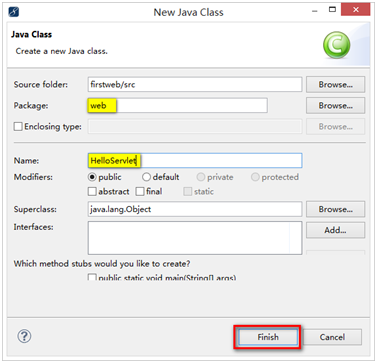 New Java Class
Java Class
Create a new Java class.
Source folder: firstweb/src Browse...
Package: web Browse...
Enclosing type: Browse...
Name: HelloServlet
Modifiers: public default private protected
abstract final static
Superclass: java.lang.Object Browse...
Interfaces: Add...
Which method stubs would you like to create?
public static void main(String[] args)
? Finish Cancel